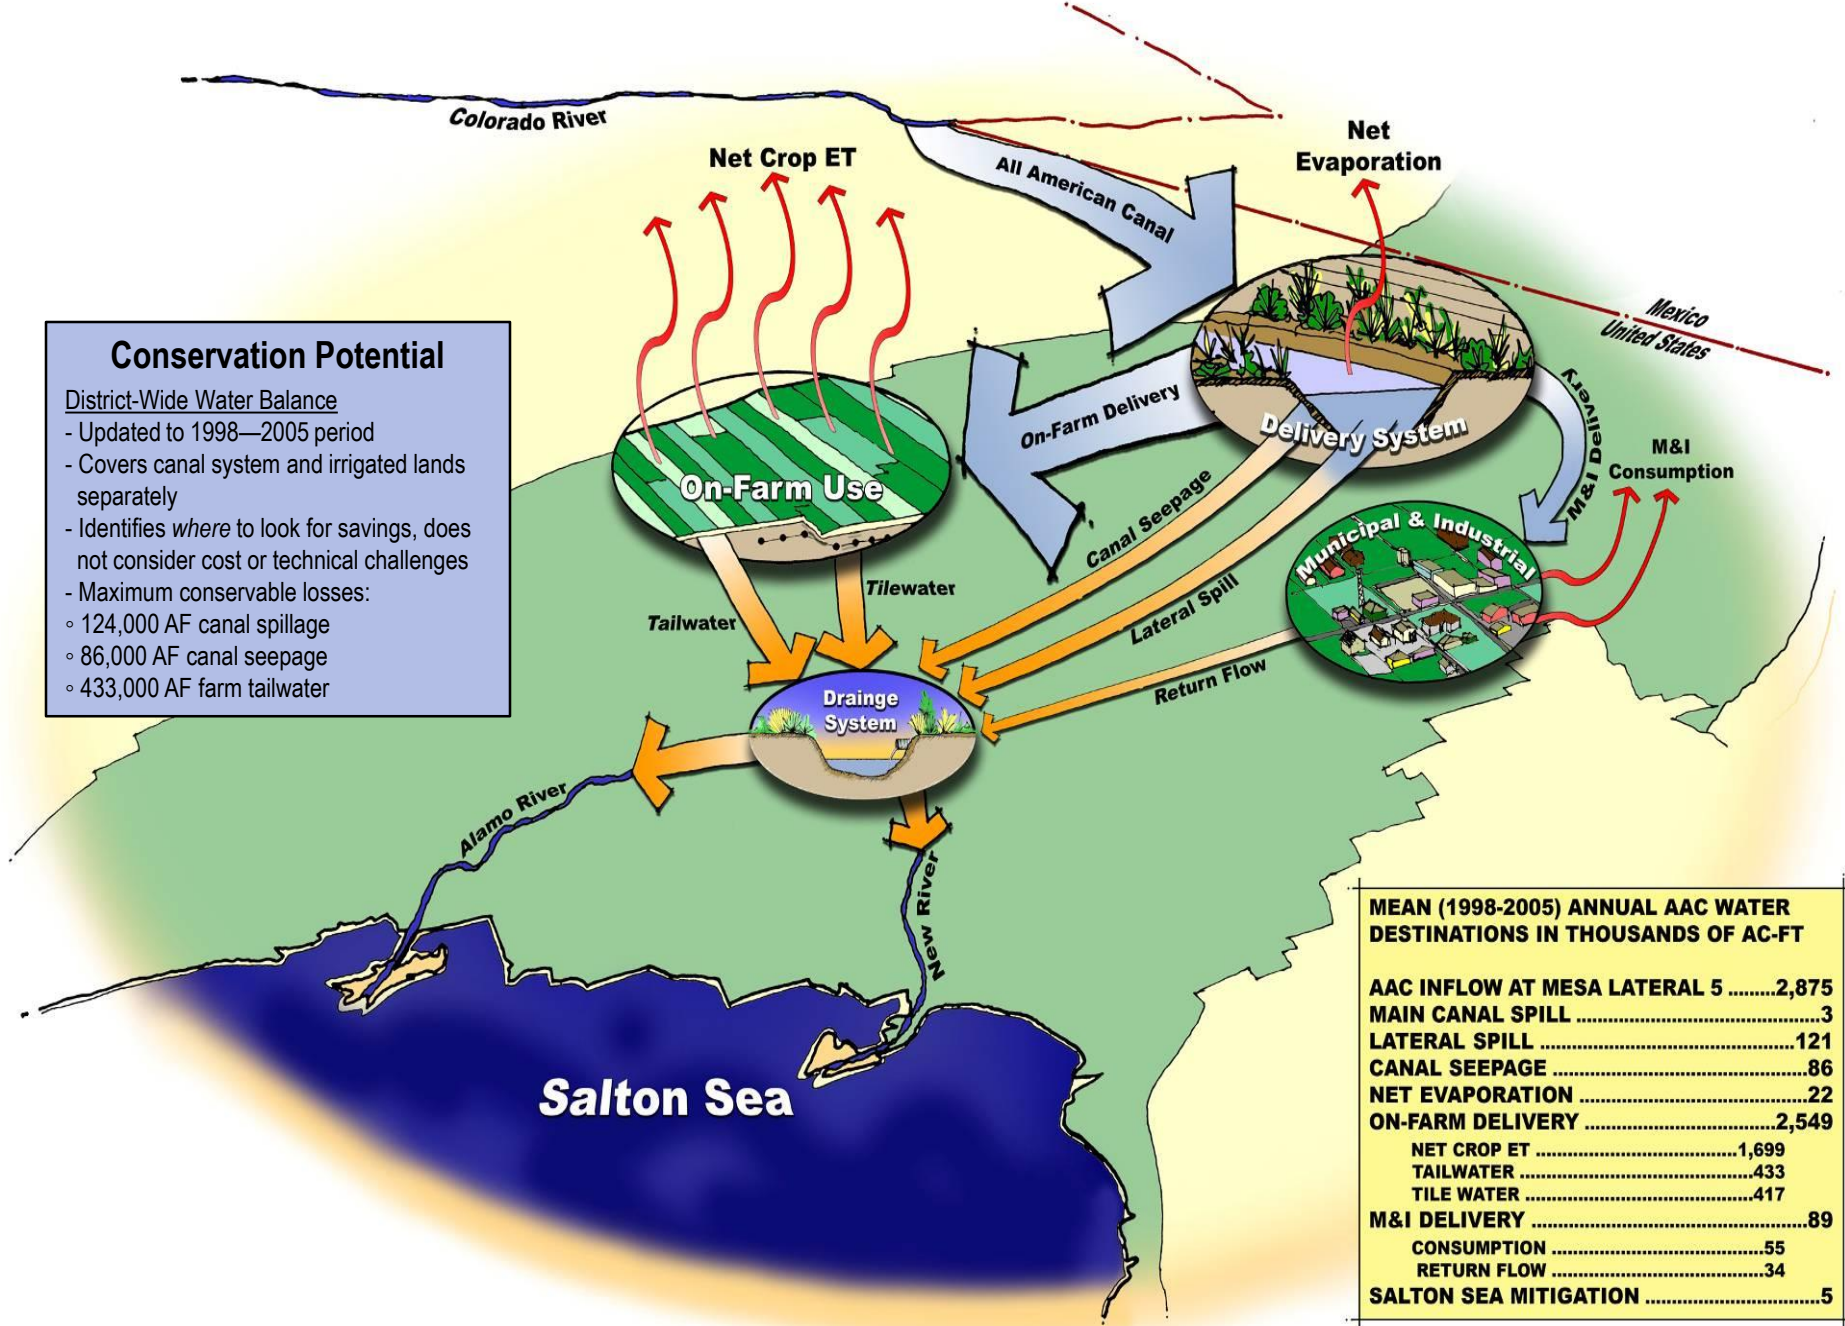 Colorado River
Net Crop ET
All American Canal
Net
Evaporation
Mexico
United States
Conservation Potential
District-Wide Water Balance
- Updated to 1998—2005 period
- Covers canal system and irrigated lands
separately
- Identifies where to look for savings, does
not consider cost or technical challenges
- Maximum conservable losses:
◦ 124,000 AF canal spillage
◦ 86,000 AF canal seepage
◦ 433,000 AF farm tailwater
On-Farm Delivery
Delivery System
M&I Delivery
M&I
Consumption
On-Farm Use
Canal Seepage
Municipal & Industrial
Tilewater
Tailwater
Lateral Spill
Return Flow
Drainge
System
Alamo River
New River
Salton Sea
MEAN (1998-2005) ANNUAL AAC WATER
DESTINATIONS IN THOUSANDS OF AC-FT
AAC INFLOW AT MESA LATERAL 5 .........2,875
MAIN CANAL SPILL ...............................................3
LATERAL SPILL .................................................121
CANAL SEEPAGE .................................................86
NET EVAPORATION ............................................22
ON-FARM DELIVERY .....................................2,549
NET CROP ET .......................................1,699
TAILWATER .............................................433
TILE WATER ............................................417
M&I DELIVERY .....................................................89
CONSUMPTION .........................................55
RETURN FLOW .........................................34
SALTON SEA MITIGATION ..................................5